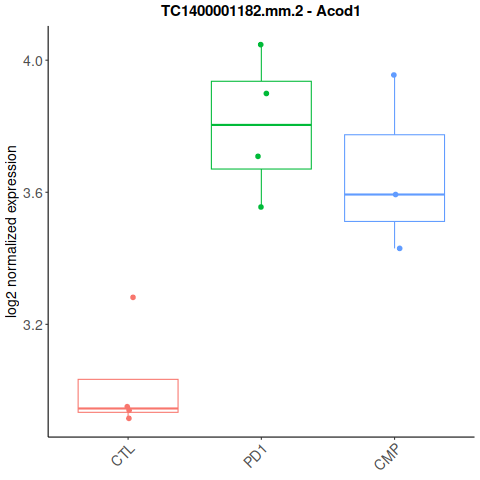 TC1400001182.mm.2 - Acod1
log2 normalized expression
4.0
3.6
3.2
CTL
PD1
CMP